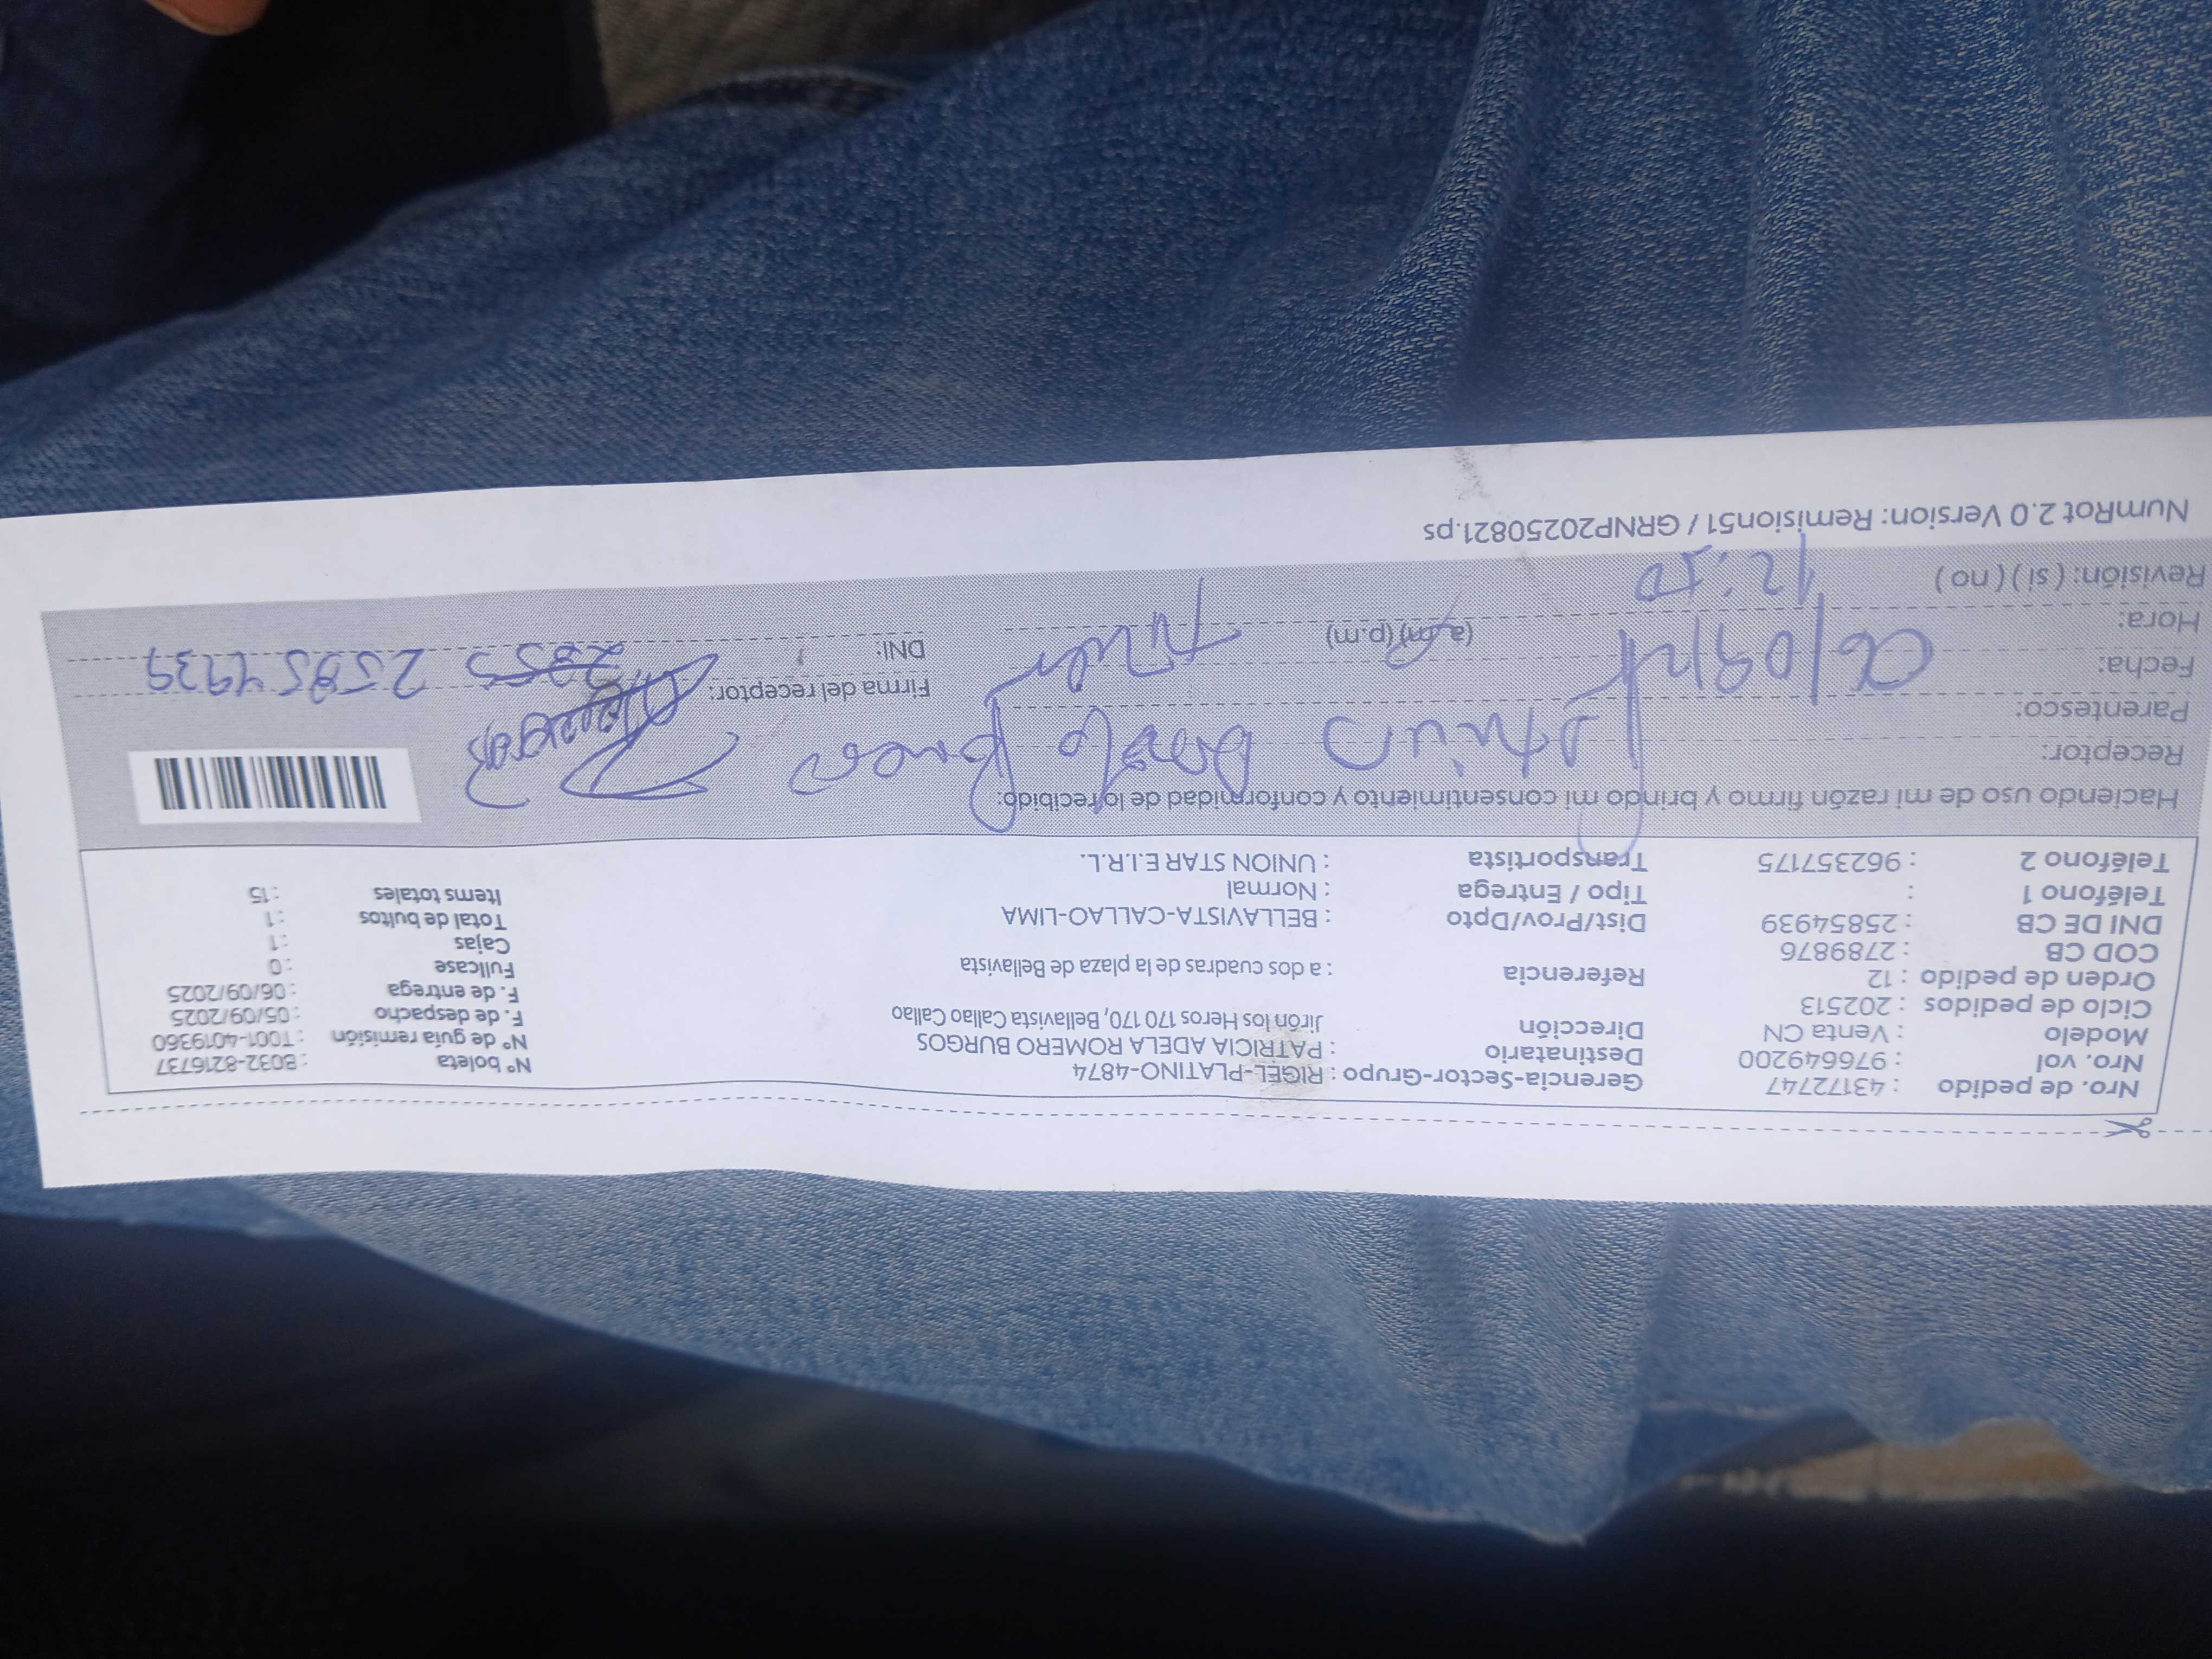 Nro. de pedido : 43172747 Gerencia-Sector-Grupo : RIGEL-PLATINO-4874 N° boleta : B032-8216737
Nro. vol : 976649200 Destinatario : PATRICIA ADELA ROMERO BURGOS N° de guía remisión : T001-4019360
Modelo : Venta CN Dirección Jirón los Heros 170 170, Bellavista Callao Callao F. de despacho : 05/09/2025
Ciclo de pedidos : 202513 F. de entrega : 06/09/2025
Orden de pedido : 12 Referencia : a dos cuadras de la plaza de Bellavista Fullcase : 0
COD CB : 2789876 Cajas : 1
DNI DE CB : 25854939 Dist/Prov/Dpto : BELLAVISTA-CALLAO-LIMA Total de bultos : 1
Teléfono 1 : Tipo / Entrega : Normal Items totales : 15
Teléfono 2 : 962357175 Transportista : UNION STAR E.I.R.L.
Haciendo uso de mi razón firmo y brindo mi consentimiento y conformidad de lo recibido:
Receptor:
Parentesco: Firma del receptor:
Fecha: DNI: 25854939
Hora: 12:50 (a.m) (p.m)
Revisión: ( si ) ( no )
NumRot 2.0 Version: Remision51 / GRNP20250821.ps